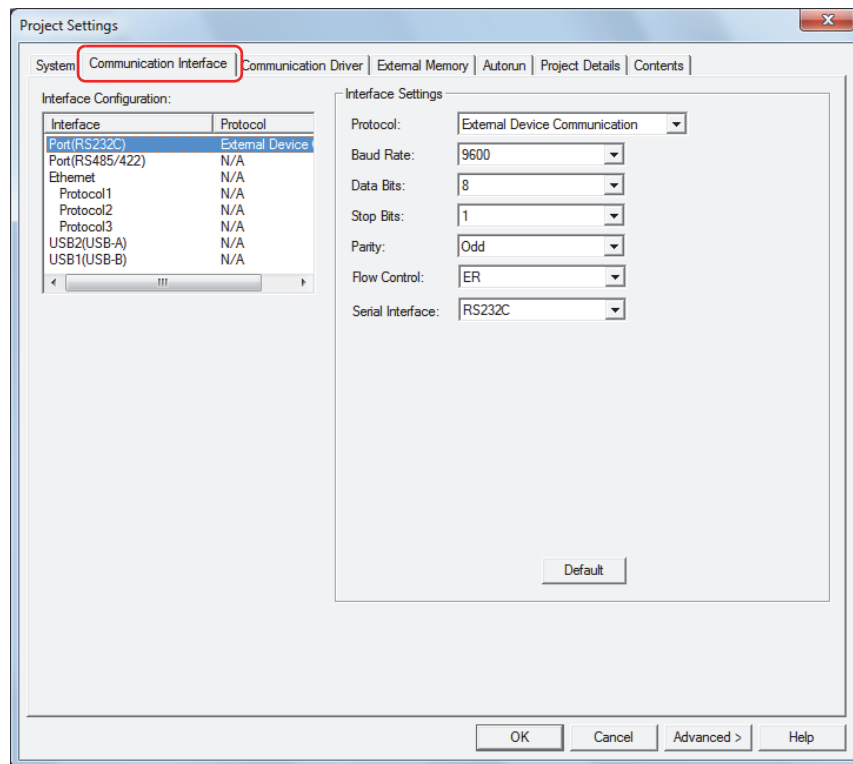 Project Settings
System Communication Interface Communication Driver External Memory Autorun Project Details Contents
Interface Configuration:
Interface Protocol
Port(RS232C) External Device
Port(RS485/422) N/A
Ethernet N/A
Protocol1 N/A
Protocol2 N/A
Protocol3 N/A
USB2(USB-A) N/A
USB1(USB-B) N/A
Interface Settings
Protocol: External Device Communication
Baud Rate: 9600
Data Bits: 8
Stop Bits: 1
Parity: Odd
Flow Control: ER
Serial Interface: RS232C
Default
OK Cancel Advanced > Help